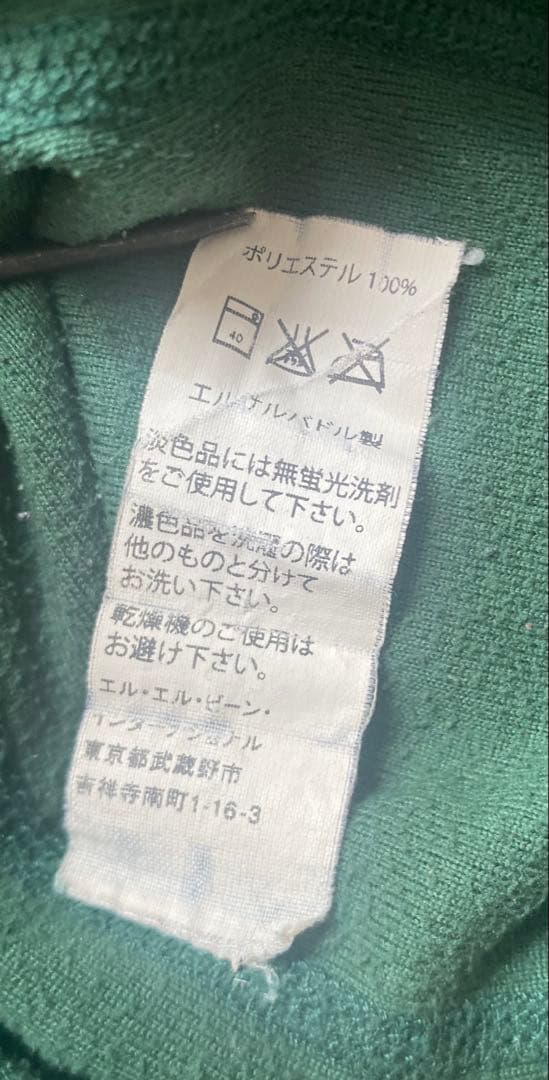 ポリエステル 100%
40
エルサルバドル製
淡色品には無蛍光洗剤
をご使用して下さい。
濃色品を洗濯の際は
他のものと分けて
お洗い下さい。
乾燥機のご使用は
お避け下さい。
エル・エル・ビーン・
インターナショナル
東京都武蔵野市
吉祥寺南町1-16-3